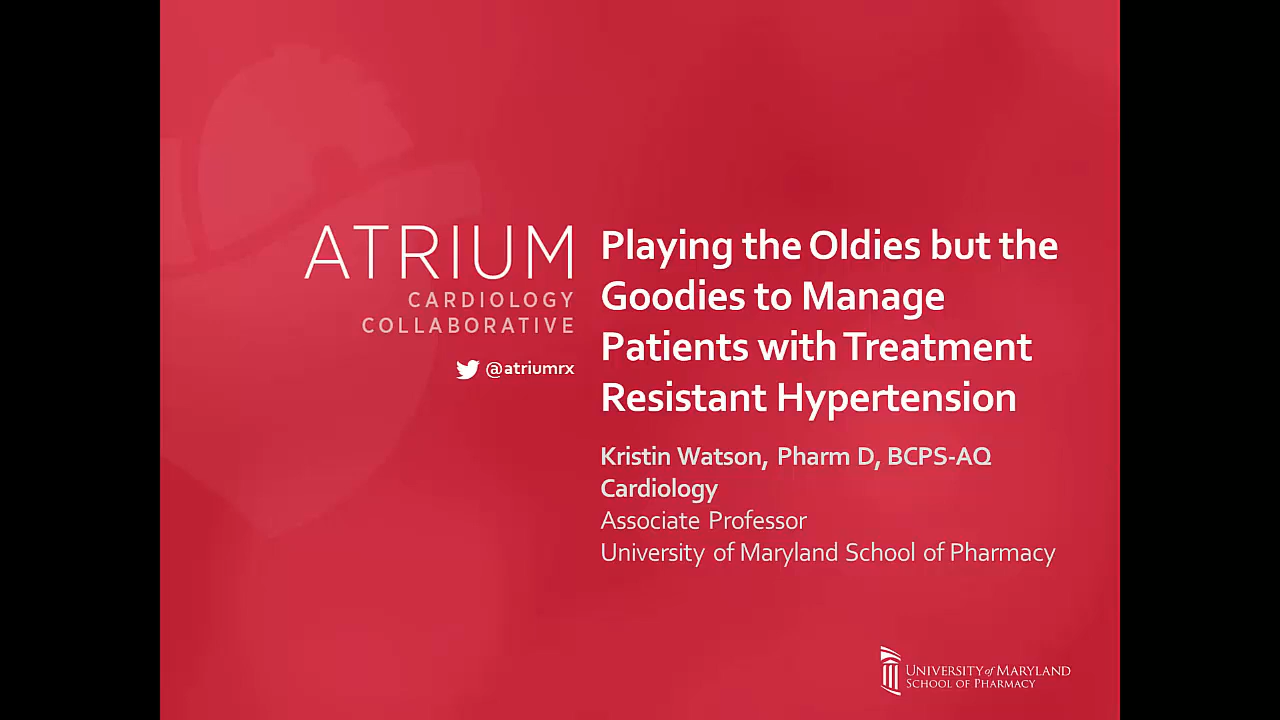 ATRIUM
CARDIOLOGY
COLLABORATIVE
@atriumrx
Playing the Oldies but the
Goodies to Manage
Patients with Treatment
Resistant Hypertension
Kristin Watson, Pharm D, BCPS-AQ
Cardiology
Associate Professor
University of Maryland School of Pharmacy
UNIVERSITY of MARYLAND
SCHOOL OF PHARMACY